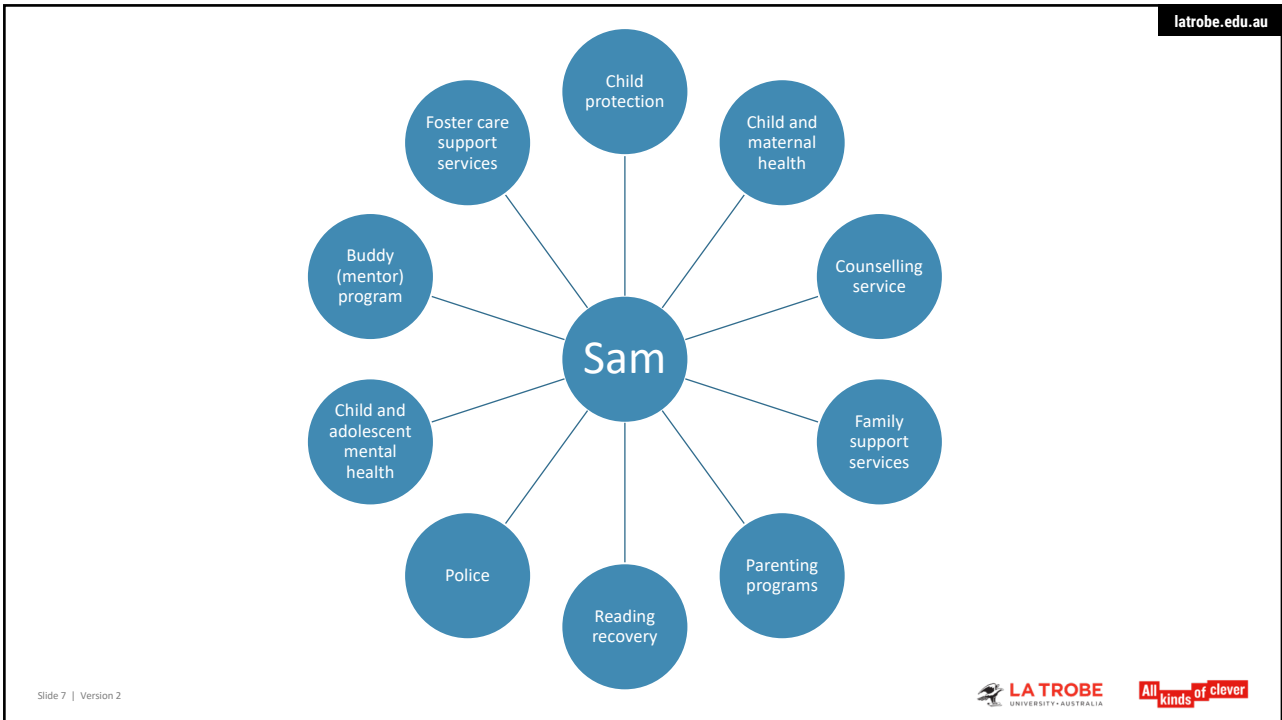 latrobe.edu.au
Child
protection
Child and
maternal
health
Counselling
service
Family
support
services
Parenting
programs
Reading
recovery
Police
Child and
adolescent
mental
health
Buddy
(mentor)
program
Foster care
support
services
Sam
Slide 7 | Version 2
LA TROBE
UNIVERSITY • AUSTRALIA
All kinds of clever